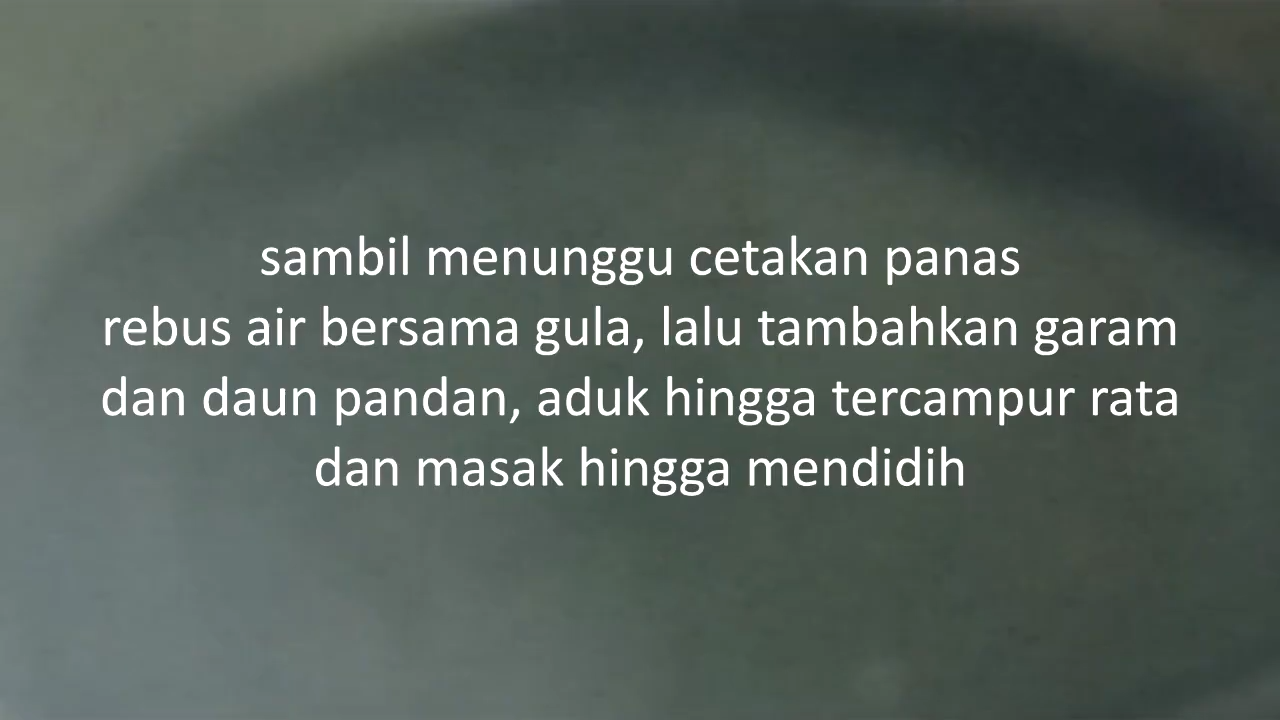 sambil menunggu cetakan panas
rebus air bersama gula, lalu tambahkan garam
dan daun pandan, aduk hingga tercampur rata
dan masak hingga mendidih